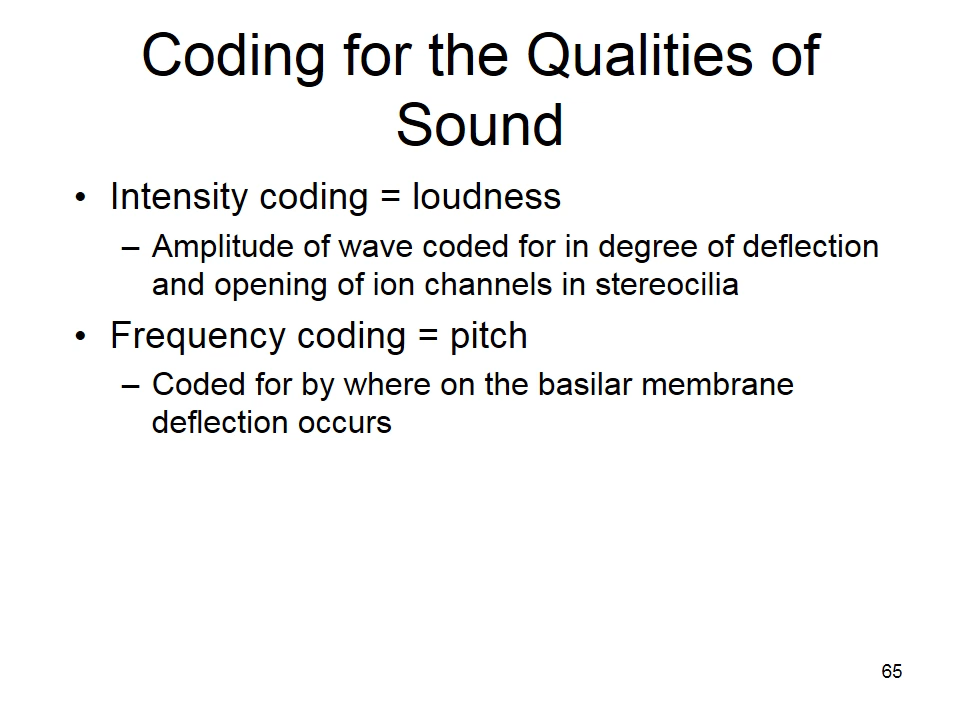 Coding for the Qualities of
Sound
• Intensity coding = loudness
– Amplitude of wave coded for in degree of deflection
and opening of ion channels in stereocilia
• Frequency coding = pitch
– Coded for by where on the basilar membrane
deflection occurs
65